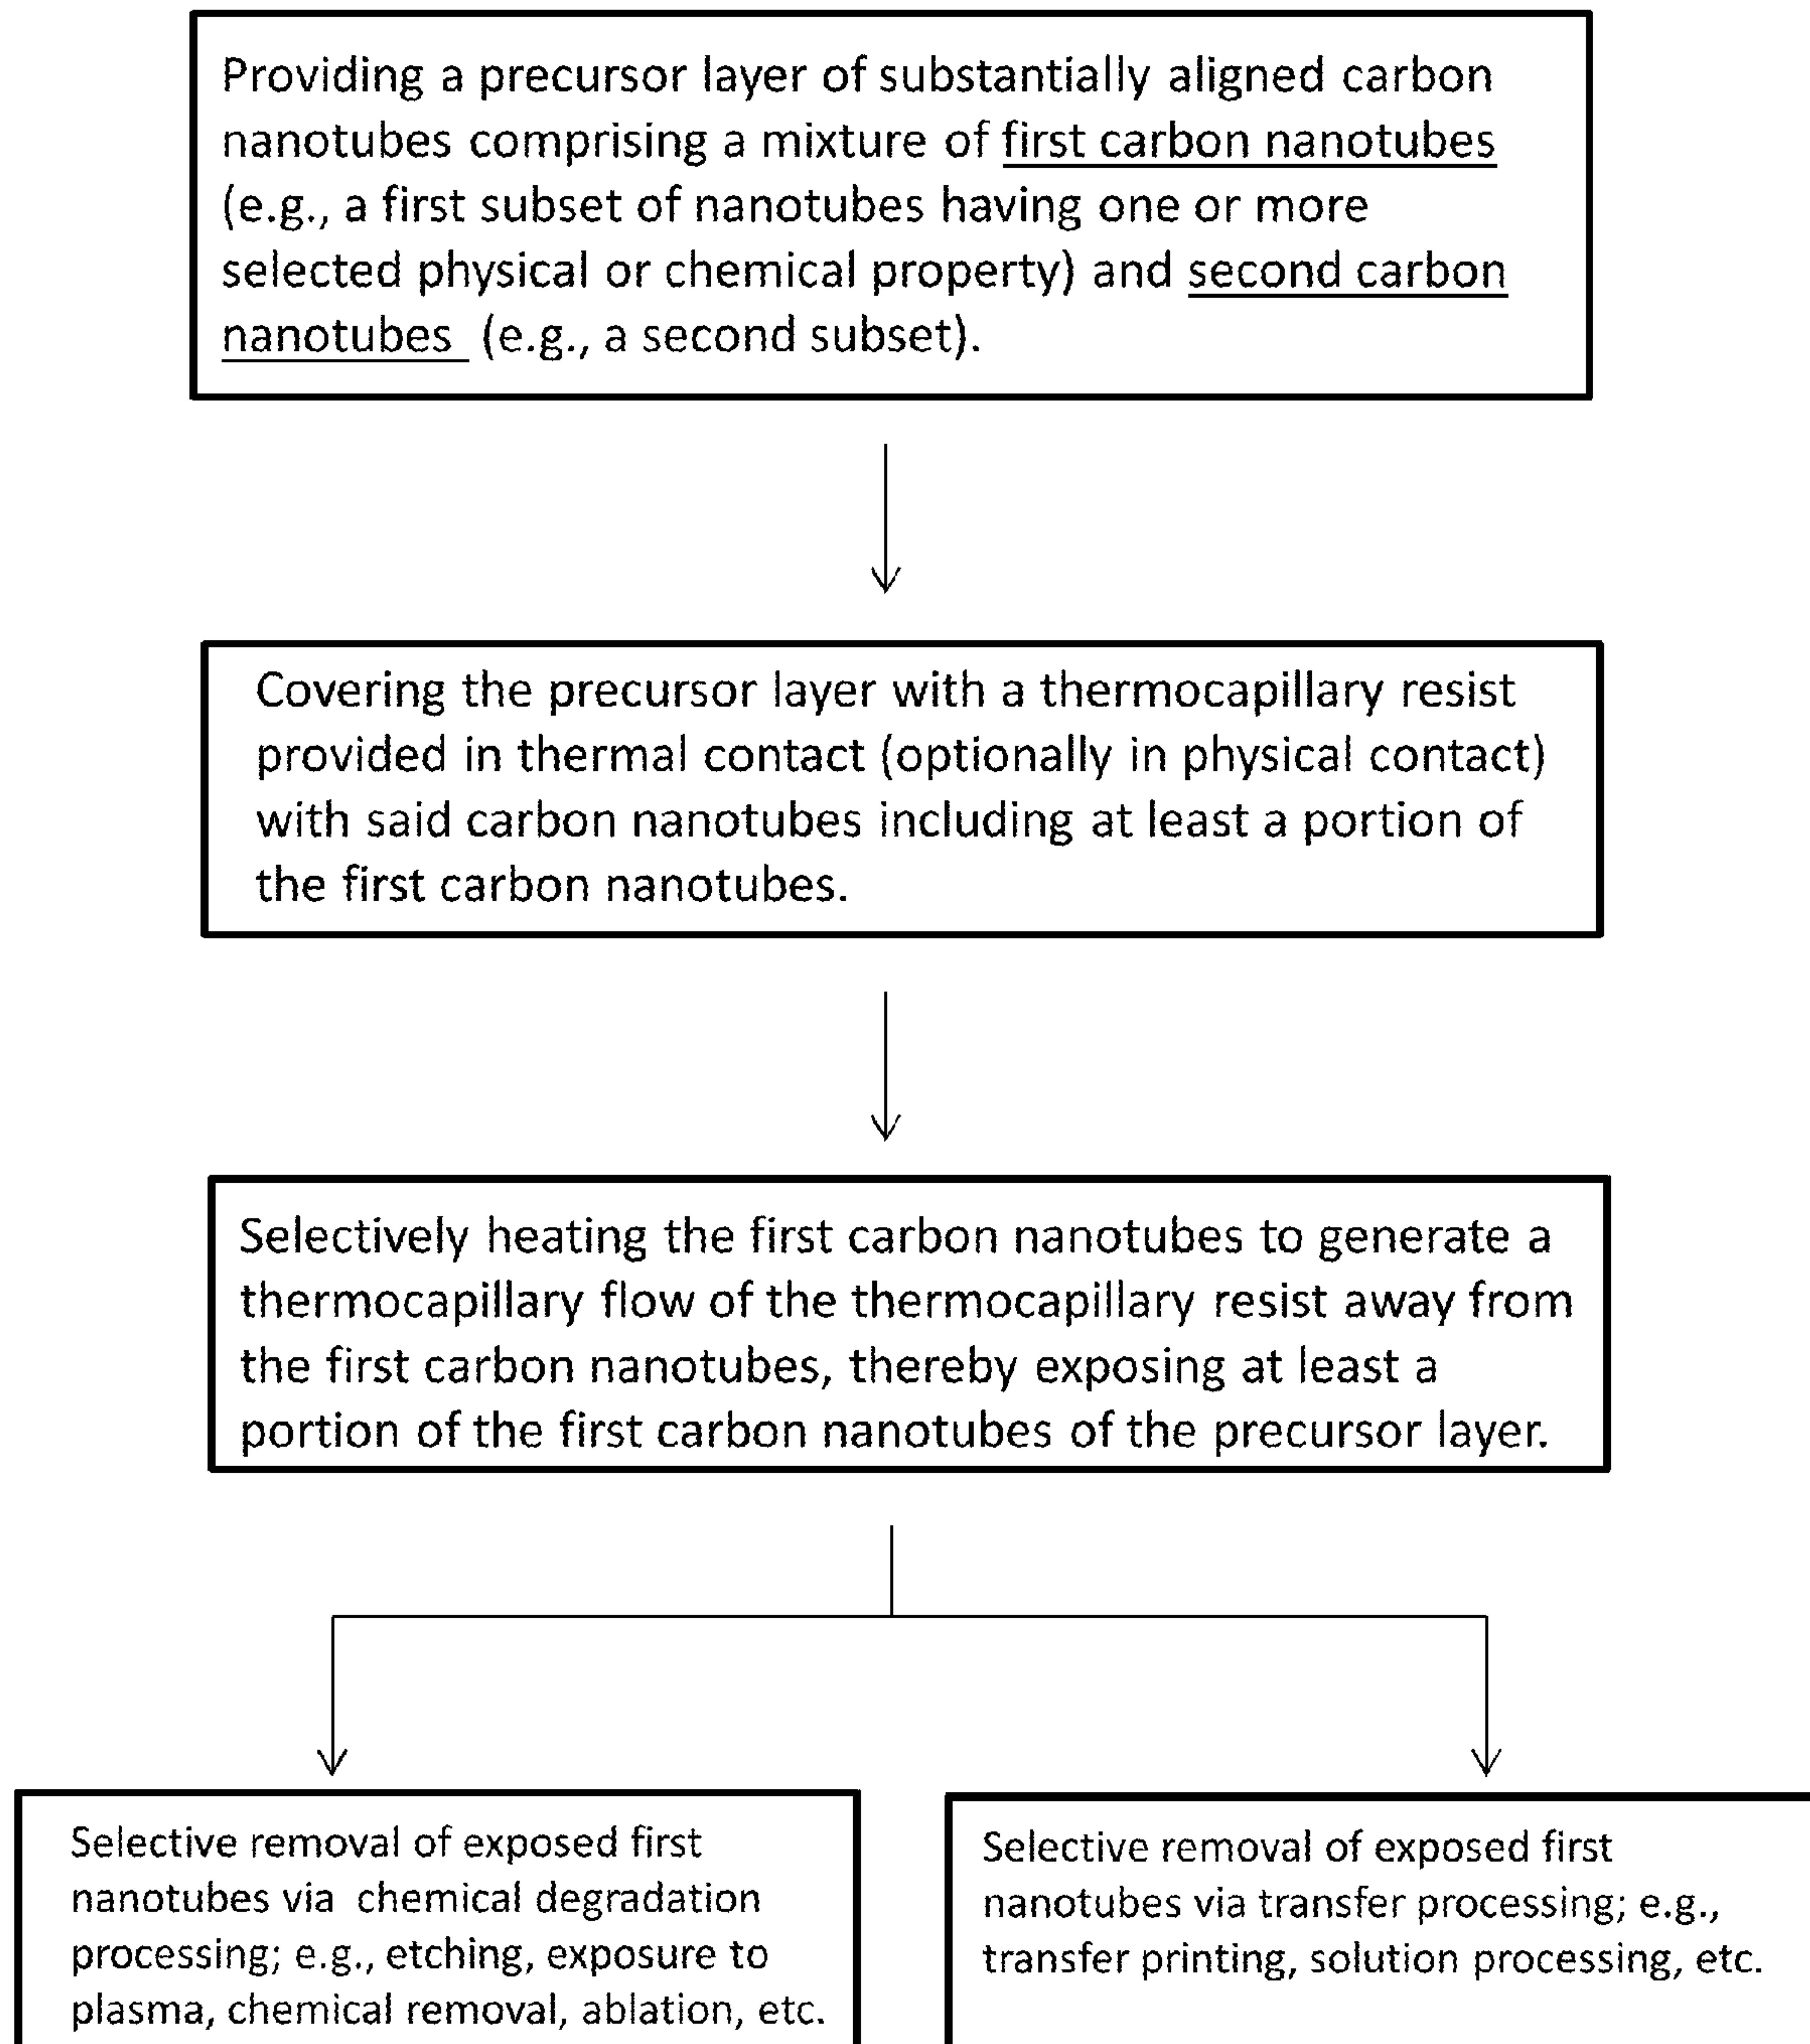 Providing a precursor layer of substantially aligned carbon
nanotubes comprising a mixture of first carbon nanotubes
(e.g., a first subset of nanotubes having one or more
selected physical or chemical property) and second carbon
nanotubes (e.g., a second subset).
Covering the precursor layer with a thermocapillary resist
provided in thermal contact (optionally in physical contact)
with said carbon nanotubes including at least a portion of
the first carbon nanotubes.
Selectively heating the first carbon nanotubes to generate a
thermocapillary flow of the thermocapillary resist away from
the first carbon nanotubes, thereby exposing at least a
portion of the first carbon nanotubes of the precursor layer.
Selective removal of exposed first
nanotubes via chemical degradation
processing; e.g., etching, exposure to
plasma, chemical removal, ablation, etc.
Selective removal of exposed first
nanotubes via transfer processing; e.g.,
transfer printing, solution processing, etc.